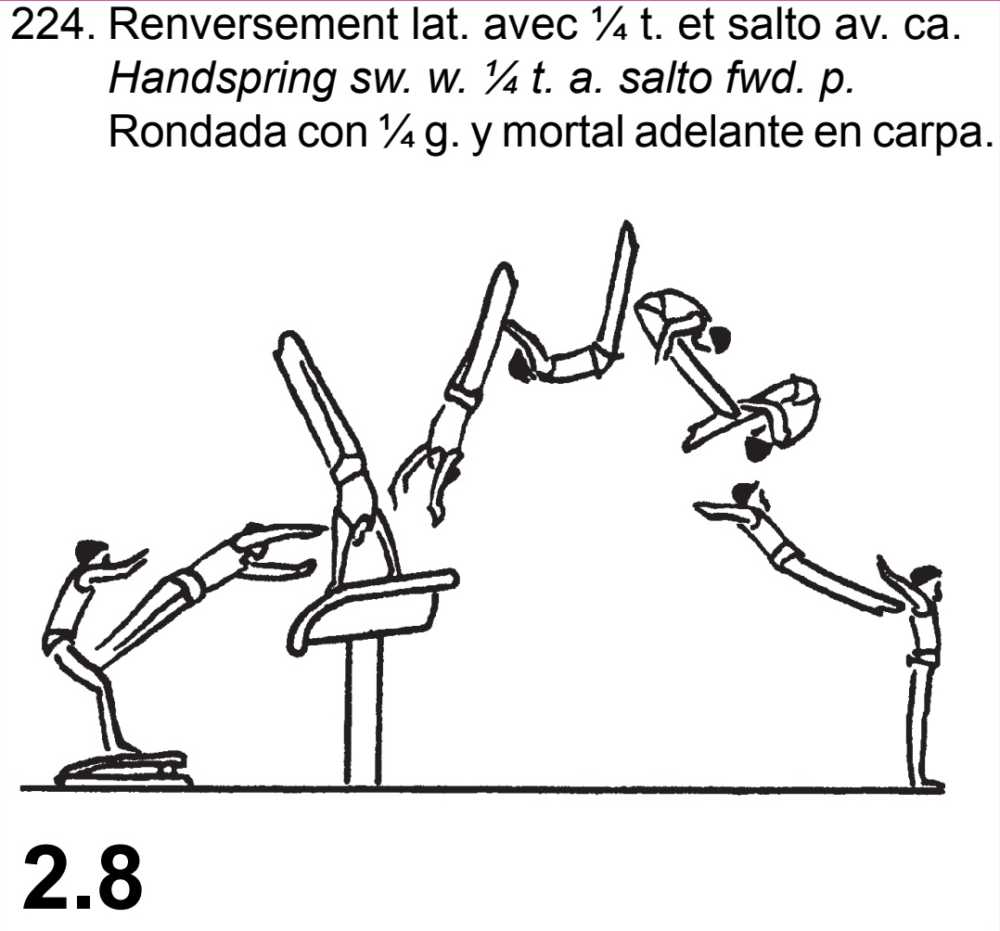 224. Renversement lat. avec ¼ t. et salto av. ca.
Handspring sw. w. ¼ t. a. salto fwd. p.
Rondada con ¼ g. y mortal adelante en carpa.
2.8